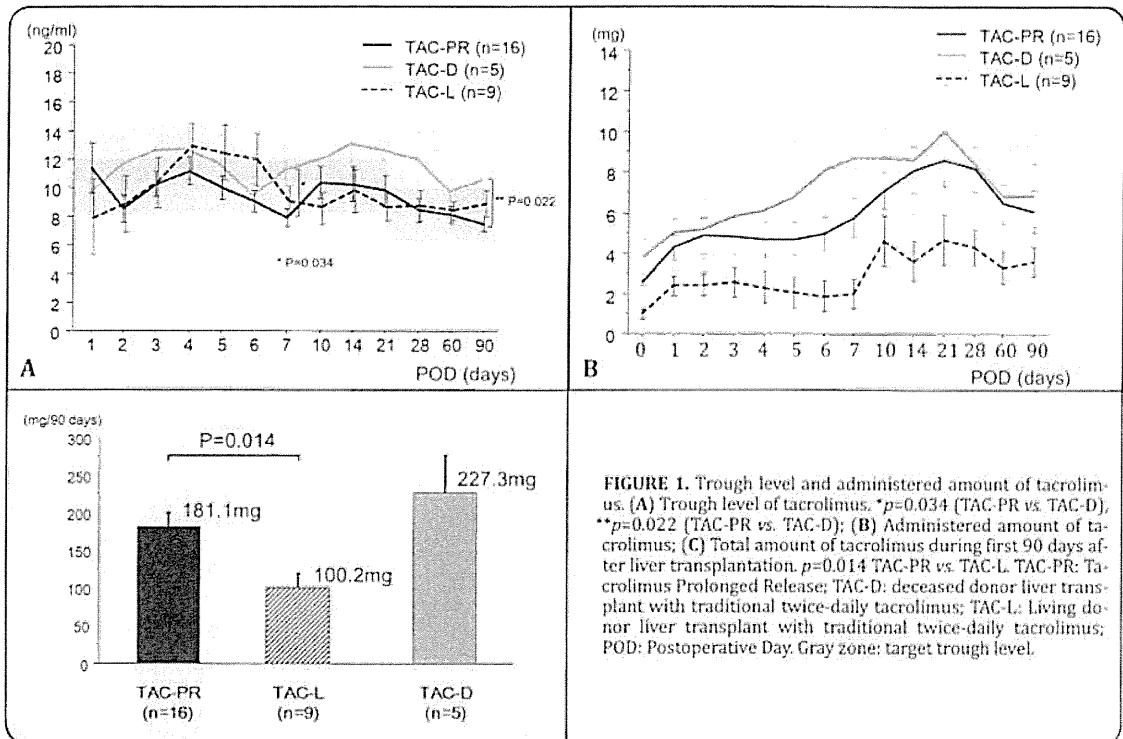 (ng/ml)
20
18
16
14
12
10
8
6
4
2
0
TAC-PR (n=16)
TAC-D (n=5)
TAC-L (n=9)
*
** P=0.022
* P=0.034
1 2 3 4 5 6 7 10 14 21 28 60 90
A
POD (days)
(mg)
14
12
10
8
6
4
2
0
TAC-PR (n=16)
TAC-D (n=5)
TAC-L (n=9)
0 1 2 3 4 5 6 7 10 14 21 28 60 90
B
POD (days)
(mg/90 days)
300
250
200
150
100
50
0
P=0.014
181.1mg
100.2mg
227.3mg
TAC-PR TAC-L TAC-D
(n=16) (n=9) (n=5)
FIGURE 1. Trough level and administered amount of tacrolim-
us. (A) Trough level of tacrolimus. *p=0.034 (TAC-PR vs. TAC-D),
**p=0.022 (TAC-PR vs. TAC-D); (B) Administered amount of ta-
crolimus; (C) Total amount of tacrolimus during first 90 days af-
ter liver transplantation. p=0.014 TAC-PR vs. TAC-L. TAC-PR: Ta-
crolimus Prolonged Release; TAC-D: deceased donor liver trans-
plant with traditional twice-daily tacrolimus; TAC-L: Living do-
nor liver transplant with traditional twice-daily tacrolimus;
POD: Postoperative Day. Gray zone: target trough level.